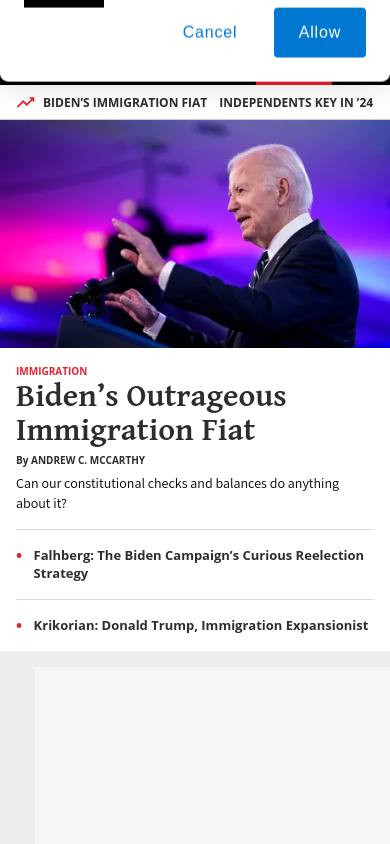 Cancel
Allow
BIDEN’S IMMIGRATION FIAT
INDEPENDENTS KEY IN ’24
IMMIGRATION
Biden’s Outrageous
Immigration Fiat
By ANDREW C. MCCARTHY
Can our constitutional checks and balances do anything
about it?
Falhberg: The Biden Campaign’s Curious Reelection
Strategy
Krikorian: Donald Trump, Immigration Expansionist